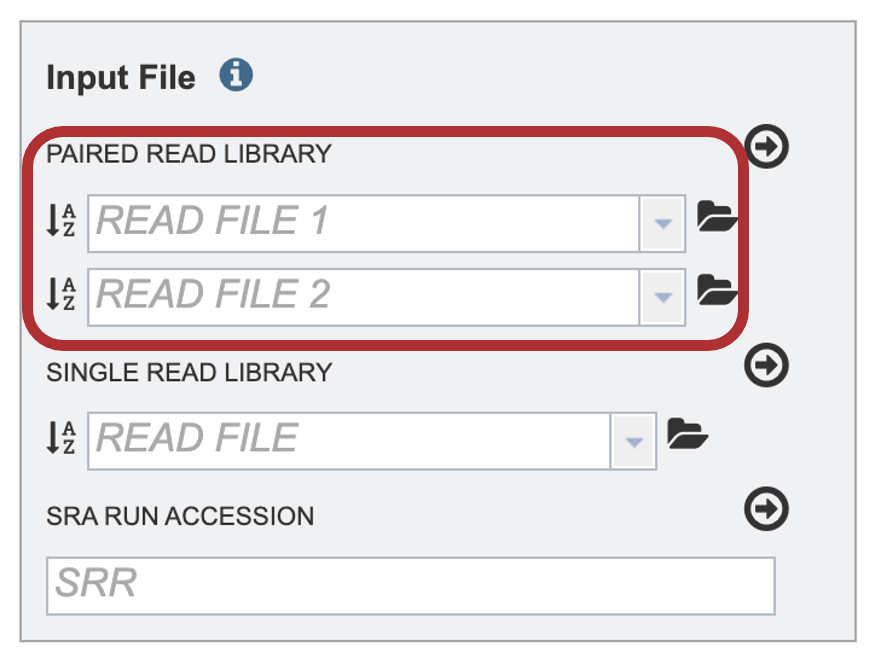 Input File
PAIRED READ LIBRARY
READ FILE 1
READ FILE 2
SINGLE READ LIBRARY
READ FILE
SRA RUN ACCESSION
SRR